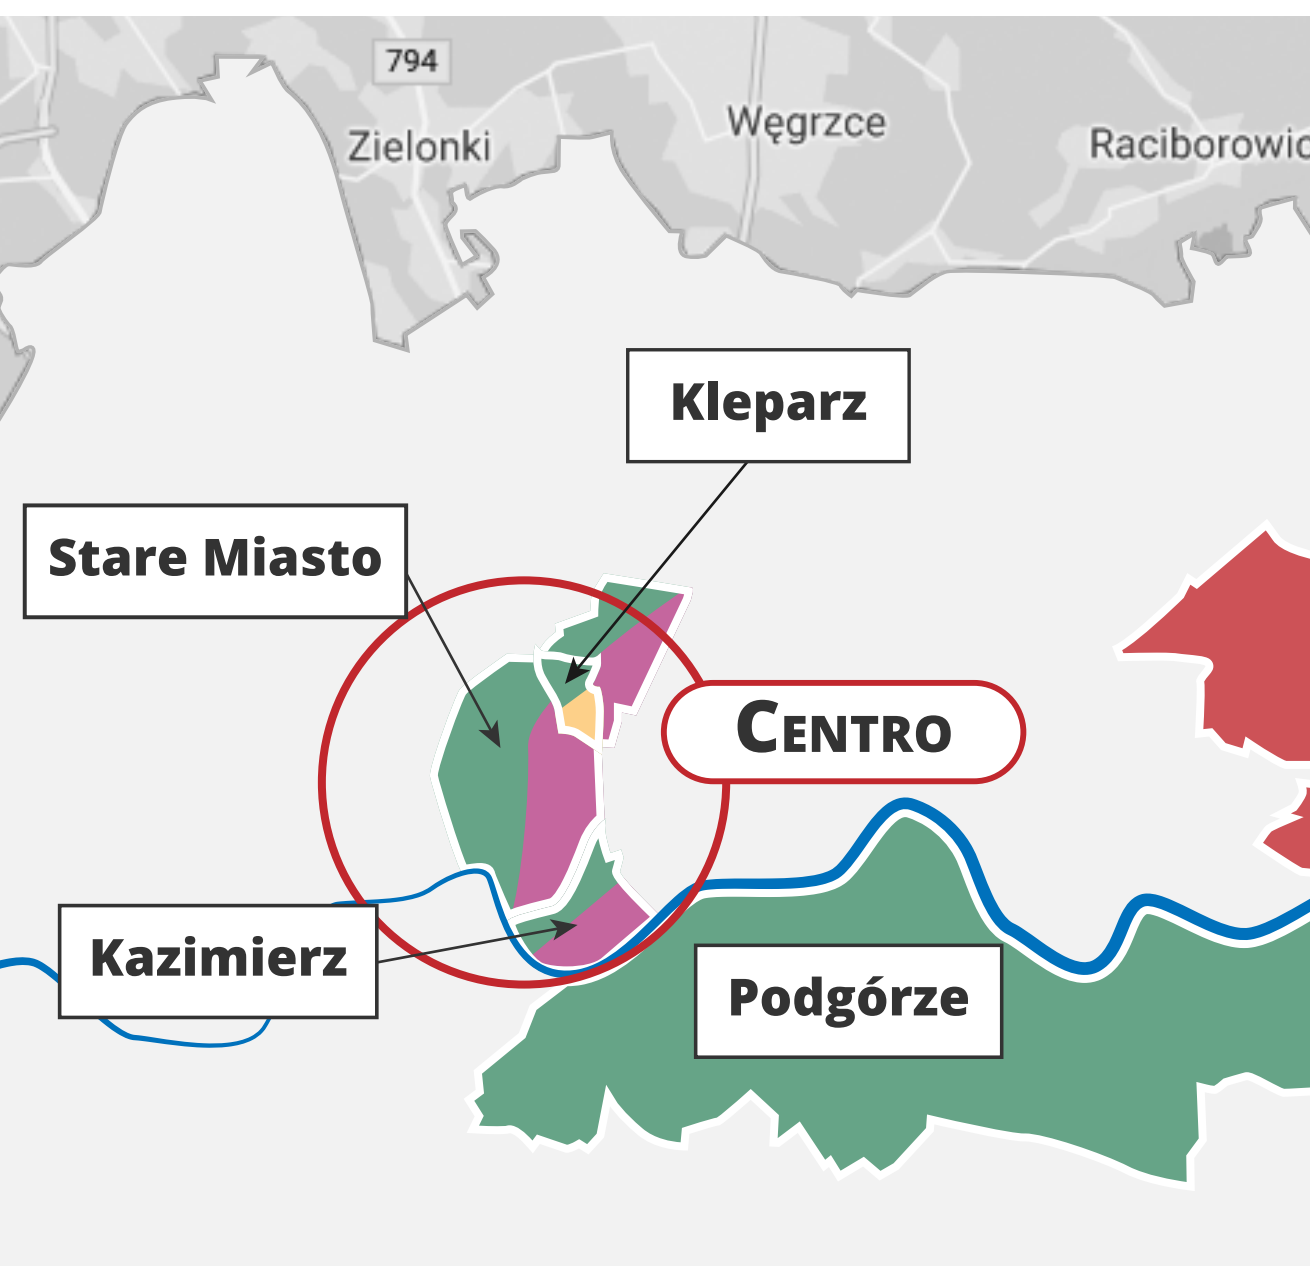 794
Zielonki
Węgrzce
Raciborowic
Kleparz
Stare Miasto
CENTRO
Kazimierz
Podgórze